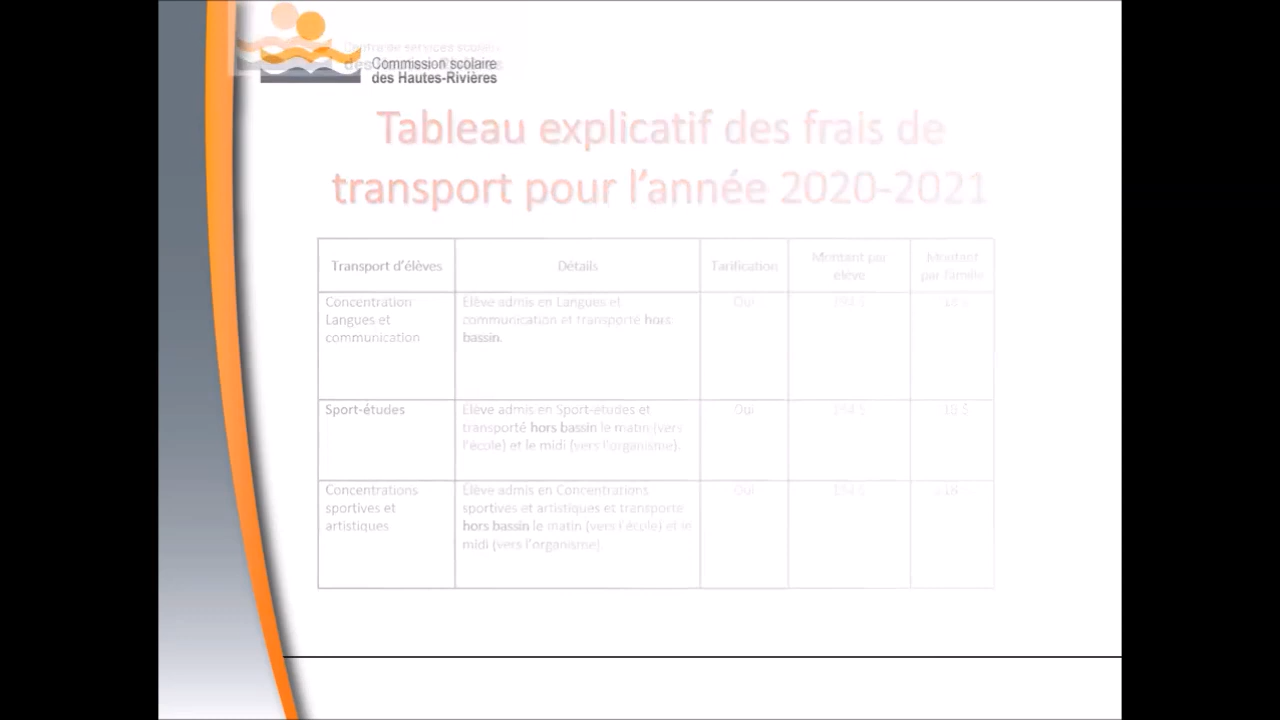 Centre de services scolaire
Commission scolaire
des Hautes-Rivières
Tableau explicatif des frais de
transport pour l'année 2020-2021
Transport d'élèves
Détails
Tarification
Montant par
élève
Montant
par famille
Concentration
Langues et
communication
Élève admis en Langues et
communication et transporté hors
bassin.
Oui
Sport-études
Élève admis en Sport-études et
transporté hors bassin le matin (vers
l'école) et le midi (vers l'organisme).
Oui
Concentrations
sportives et
artistiques
Élève admis en Concentrations
sportives et artistiques et transporté
hors bassin le matin (vers l'école) et le
midi (vers l'organisme).
Oui